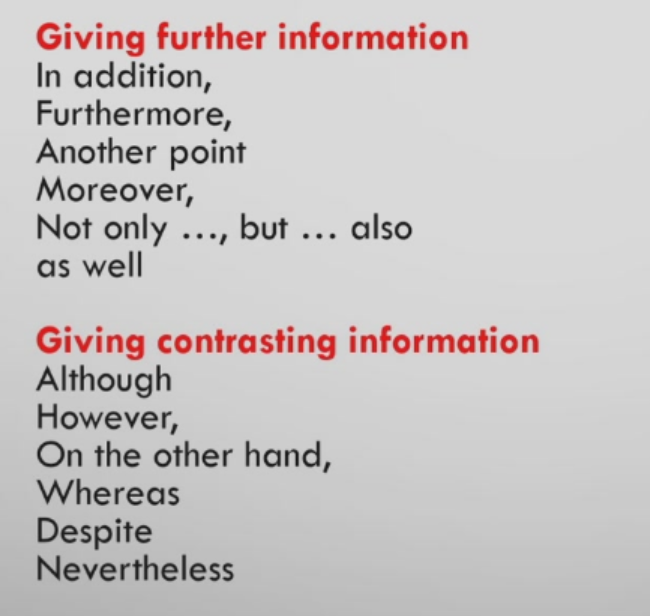 Giving further information
In addition,
Furthermore,
Another point
Moreover,
Not only ..., but ... also
as well
Giving contrasting information
Although
However,
On the other hand,
Whereas
Despite
Nevertheless